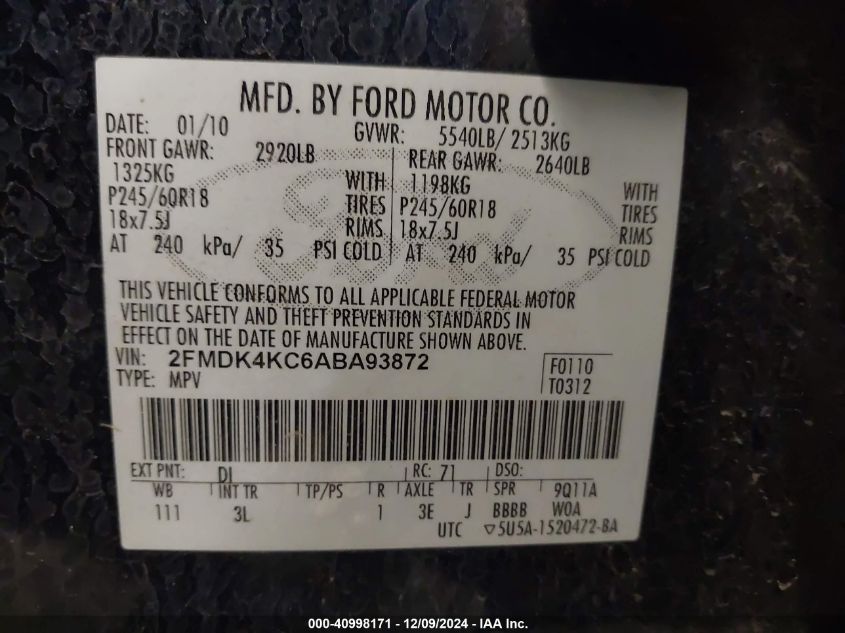 MFD. BY FORD MOTOR CO.
DATE: 01/10 GVWR: 5540LB/ 2513KG
FRONT GAWR: 2920LB REAR GAWR: 2640LB
1325KG WITH 1198KG WITH
P245/60R18 TIRES P245/60R18 TIRES
18x7.5J RIMS 18x7.5J RIMS
AT 240 kPa/ 35 PSI COLD AT 240 kPa/ 35 PSI COLD
Ford
THIS VEHICLE CONFORMS TO ALL APPLICABLE FEDERAL MOTOR
VEHICLE SAFETY AND THEFT PREVENTION STANDARDS IN
EFFECT ON THE DATE OF MANUFACTURE SHOWN ABOVE.
VIN: 2FMDK4KC6ABA93872 F0110
TYPE: MPV T0312
EXT PNT: DI RC: 71 DSO:
WB INT TR TP/PS R AXLE TR SPR 9Q11A
111 3L 1 3E J BBBB WOA
UTC ▽5U5A-1520472-BA
000-40998171 - 12/09/2024 - IAA Inc.